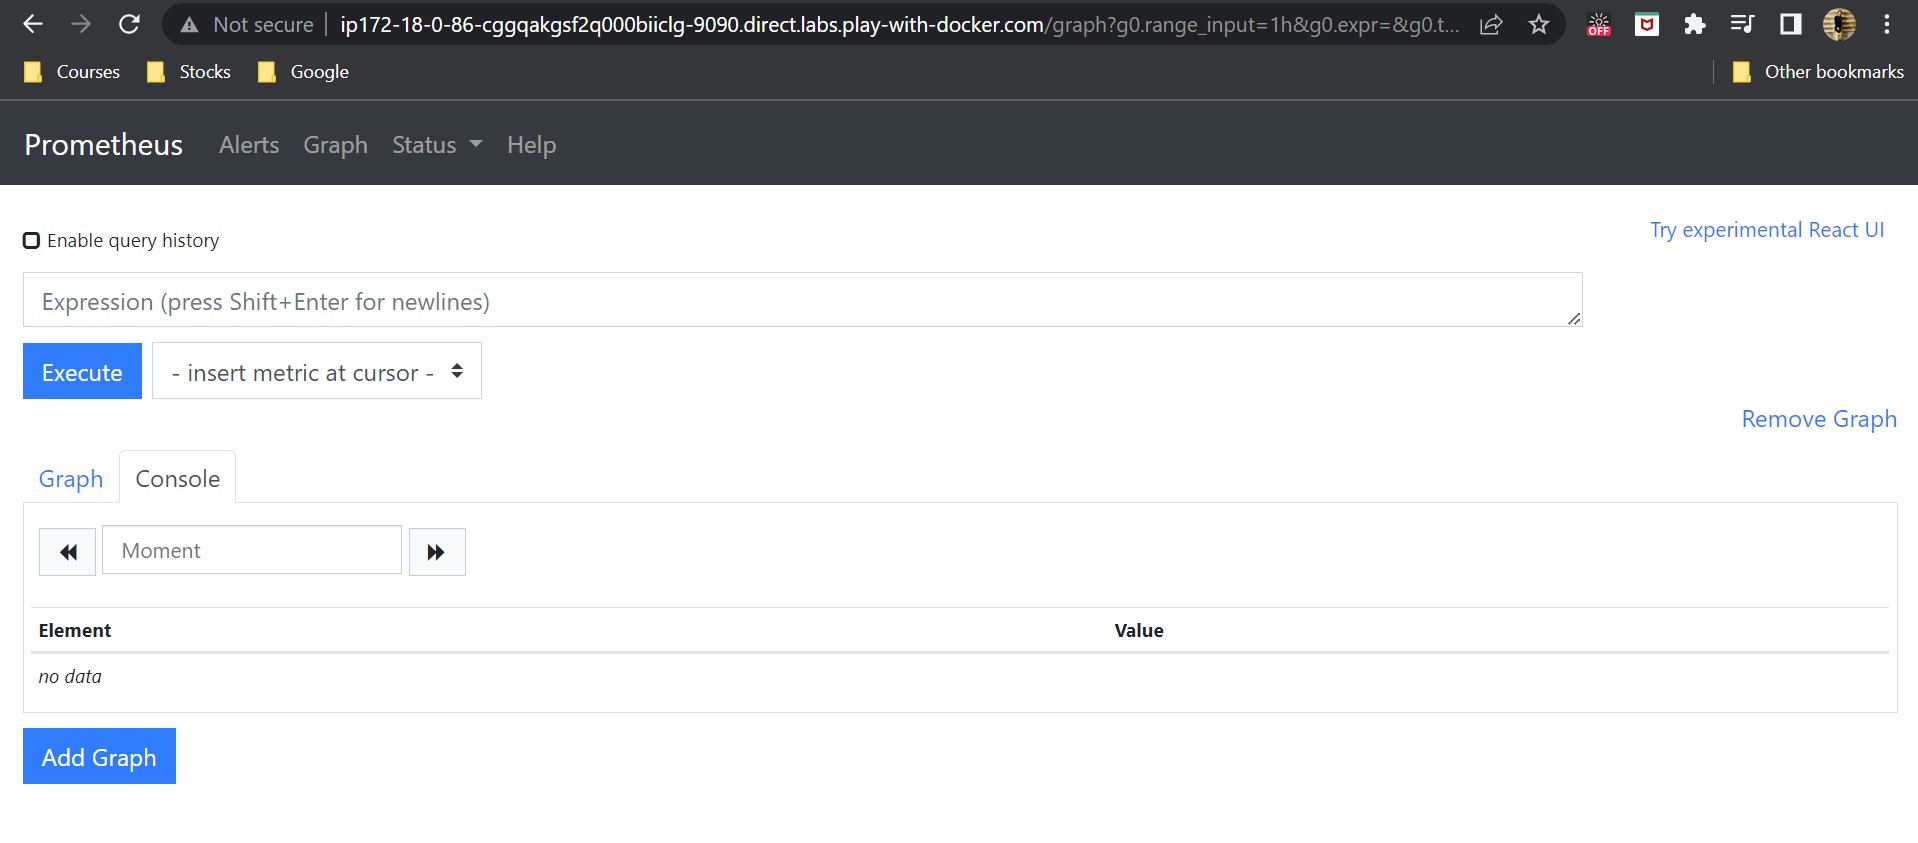 Not secure ip172-18-0-86-cggqakgsf2q000biiclg-9090.direct.labs.play-with-docker.com/graph?g0.range_input=1h&g0.expr=&g0.t...
OFF
Courses Stocks Google Other bookmarks
Prometheus Alerts Graph Status Help
Enable query history
Try experimental React UI
Expression (press Shift+Enter for newlines)
Execute - insert metric at cursor -
Remove Graph
Graph Console
Moment
Element Value
no data
Add Graph